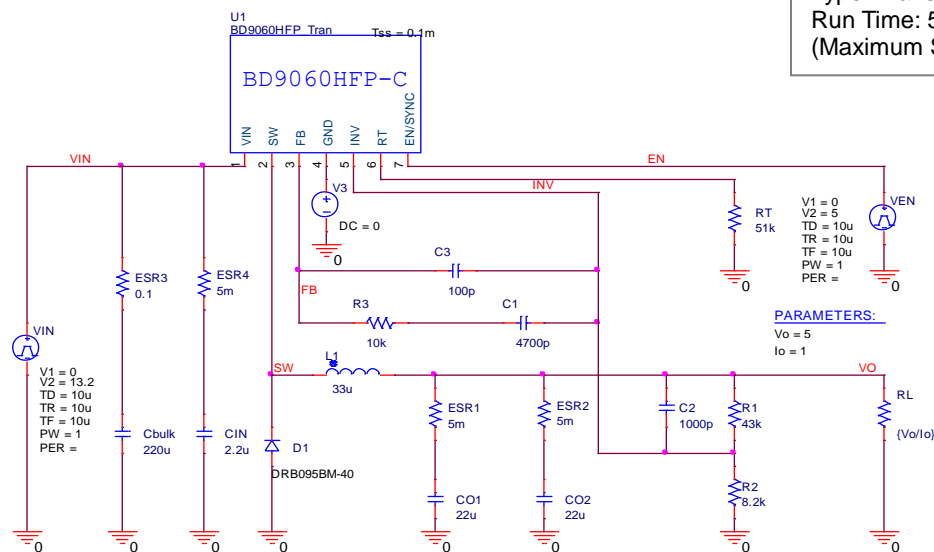 U1
BD9060HFP_Tran
Tss = 0.1m
Run Time: 5
(Maximum S
BD9060HFP-C
VIN
SW
FB
GND
INV
RT
EN/SYNC
1
2
3
4
5
6
7
VIN
EN
INV
V3
DC = 0
0
RT
51k
0
V1 = 0
V2 = 5
TD = 10u
TR = 10u
TF = 10u
PW = 1
PER =
VEN
0
ESR3
0.1
ESR4
5m
C3
100p
FB
R3
10k
C1
4700p
PARAMETERS:
Vo = 5
Io = 1
VIN
V1 = 0
V2 = 13.2
TD = 10u
TR = 10u
TF = 10u
PW = 1
PER =
SW
L1
33u
VO
ESR1
5m
ESR2
5m
C2
1000p
R1
43k
RL
{Vo/Io}
Cbulk
220u
CIN
2.2u
D1
DRB095BM-40
CO1
22u
CO2
22u
R2
8.2k
0
0
0
0
0
0
0
0